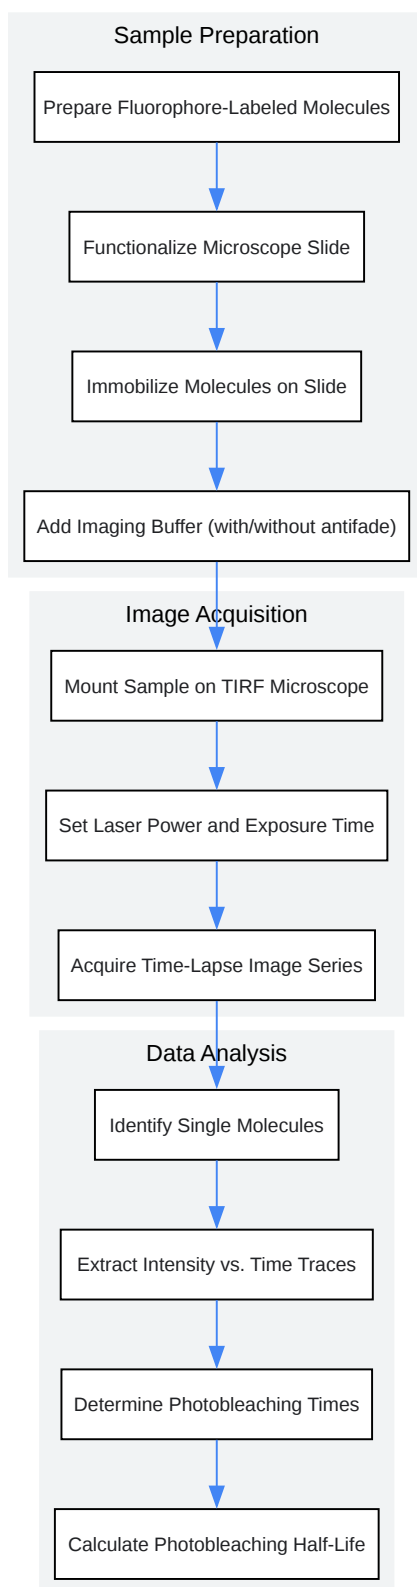 Sample Preparation
Prepare Fluorophore-Labeled Molecules
Functionalize Microscope Slide
Immobilize Molecules on Slide
Add Imaging Buffer (with/without antifade)
Image Acquisition
Mount Sample on TIRF Microscope
Set Laser Power and Exposure Time
Acquire Time-Lapse Image Series
Data Analysis
Identify Single Molecules
Extract Intensity vs. Time Traces
Determine Photobleaching Times
Calculate Photobleaching Half-Life